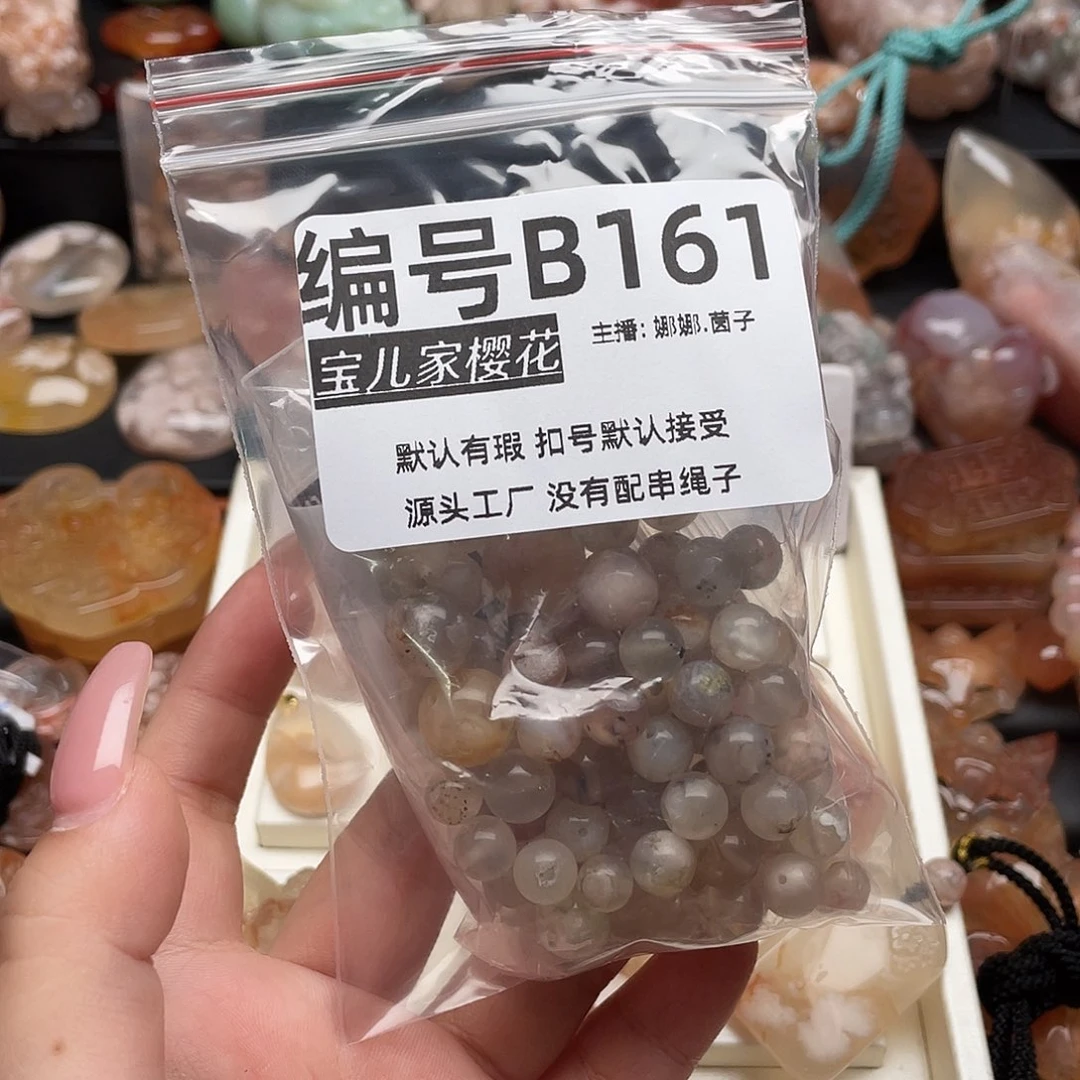 编号B161
宝儿家樱花
主播：娜娜.茵子
默认有瑕 扣号默认接受
源头工厂 没有配串绳子